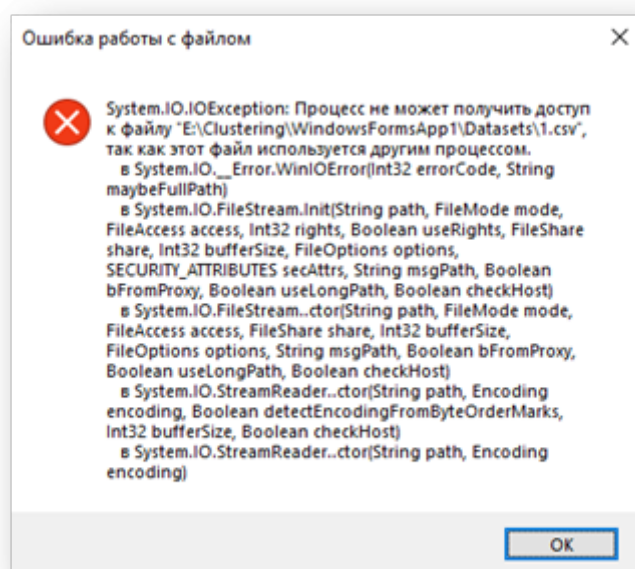 Ошибка работы с файлом
System.IO.IOException: Процесс не может получить доступ
к файлу "E:\Clustering\WindowsFormsApp1\Datasets\1.csv",
так как этот файл используется другим процессом.
в System.IO.__Error.WinIOError(Int32 errorCode, String
maybeFullPath)
в System.IO.FileStream.Init(String path, FileMode mode,
FileAccess access, Int32 rights, Boolean useRights, FileShare
share, Int32 bufferSize, FileOptions options,
SECURITY_ATTRIBUTES secAttrs, String msgPath, Boolean
bFromProxy, Boolean useLongPath, Boolean checkHost)
в System.IO.FileStream..ctor(String path, FileMode mode,
FileAccess access, FileShare share, Int32 bufferSize,
FileOptions options, String msgPath, Boolean bFromProxy,
Boolean useLongPath, Boolean checkHost)
в System.IO.StreamReader..ctor(String path, Encoding
encoding, Boolean detectEncodingFromByteOrderMarks,
Int32 bufferSize, Boolean checkHost)
в System.IO.StreamReader..ctor(String path, Encoding
encoding)
ОК